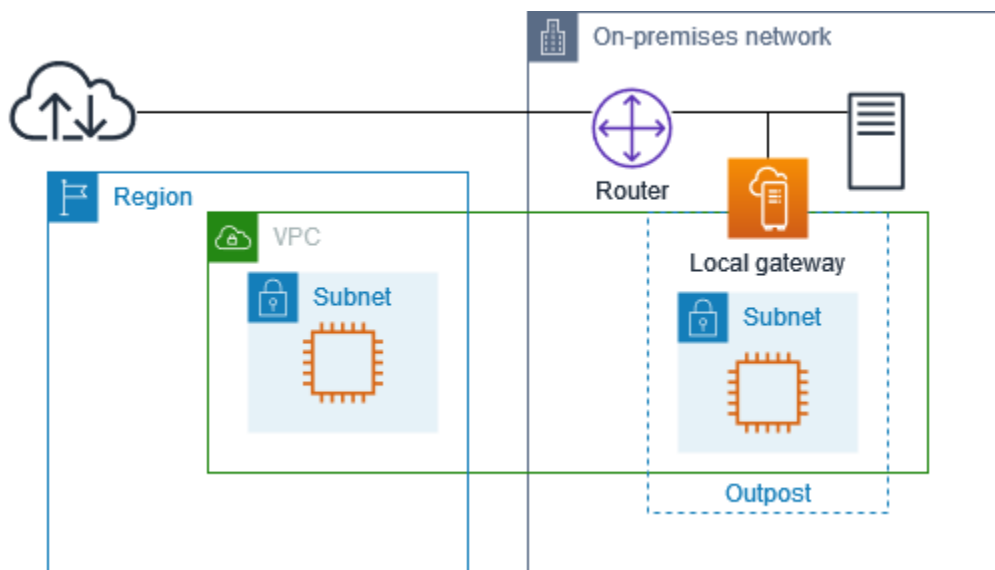 On-premises network
Router
Region
VPC
Local gateway
Subnet
Subnet
Outpost